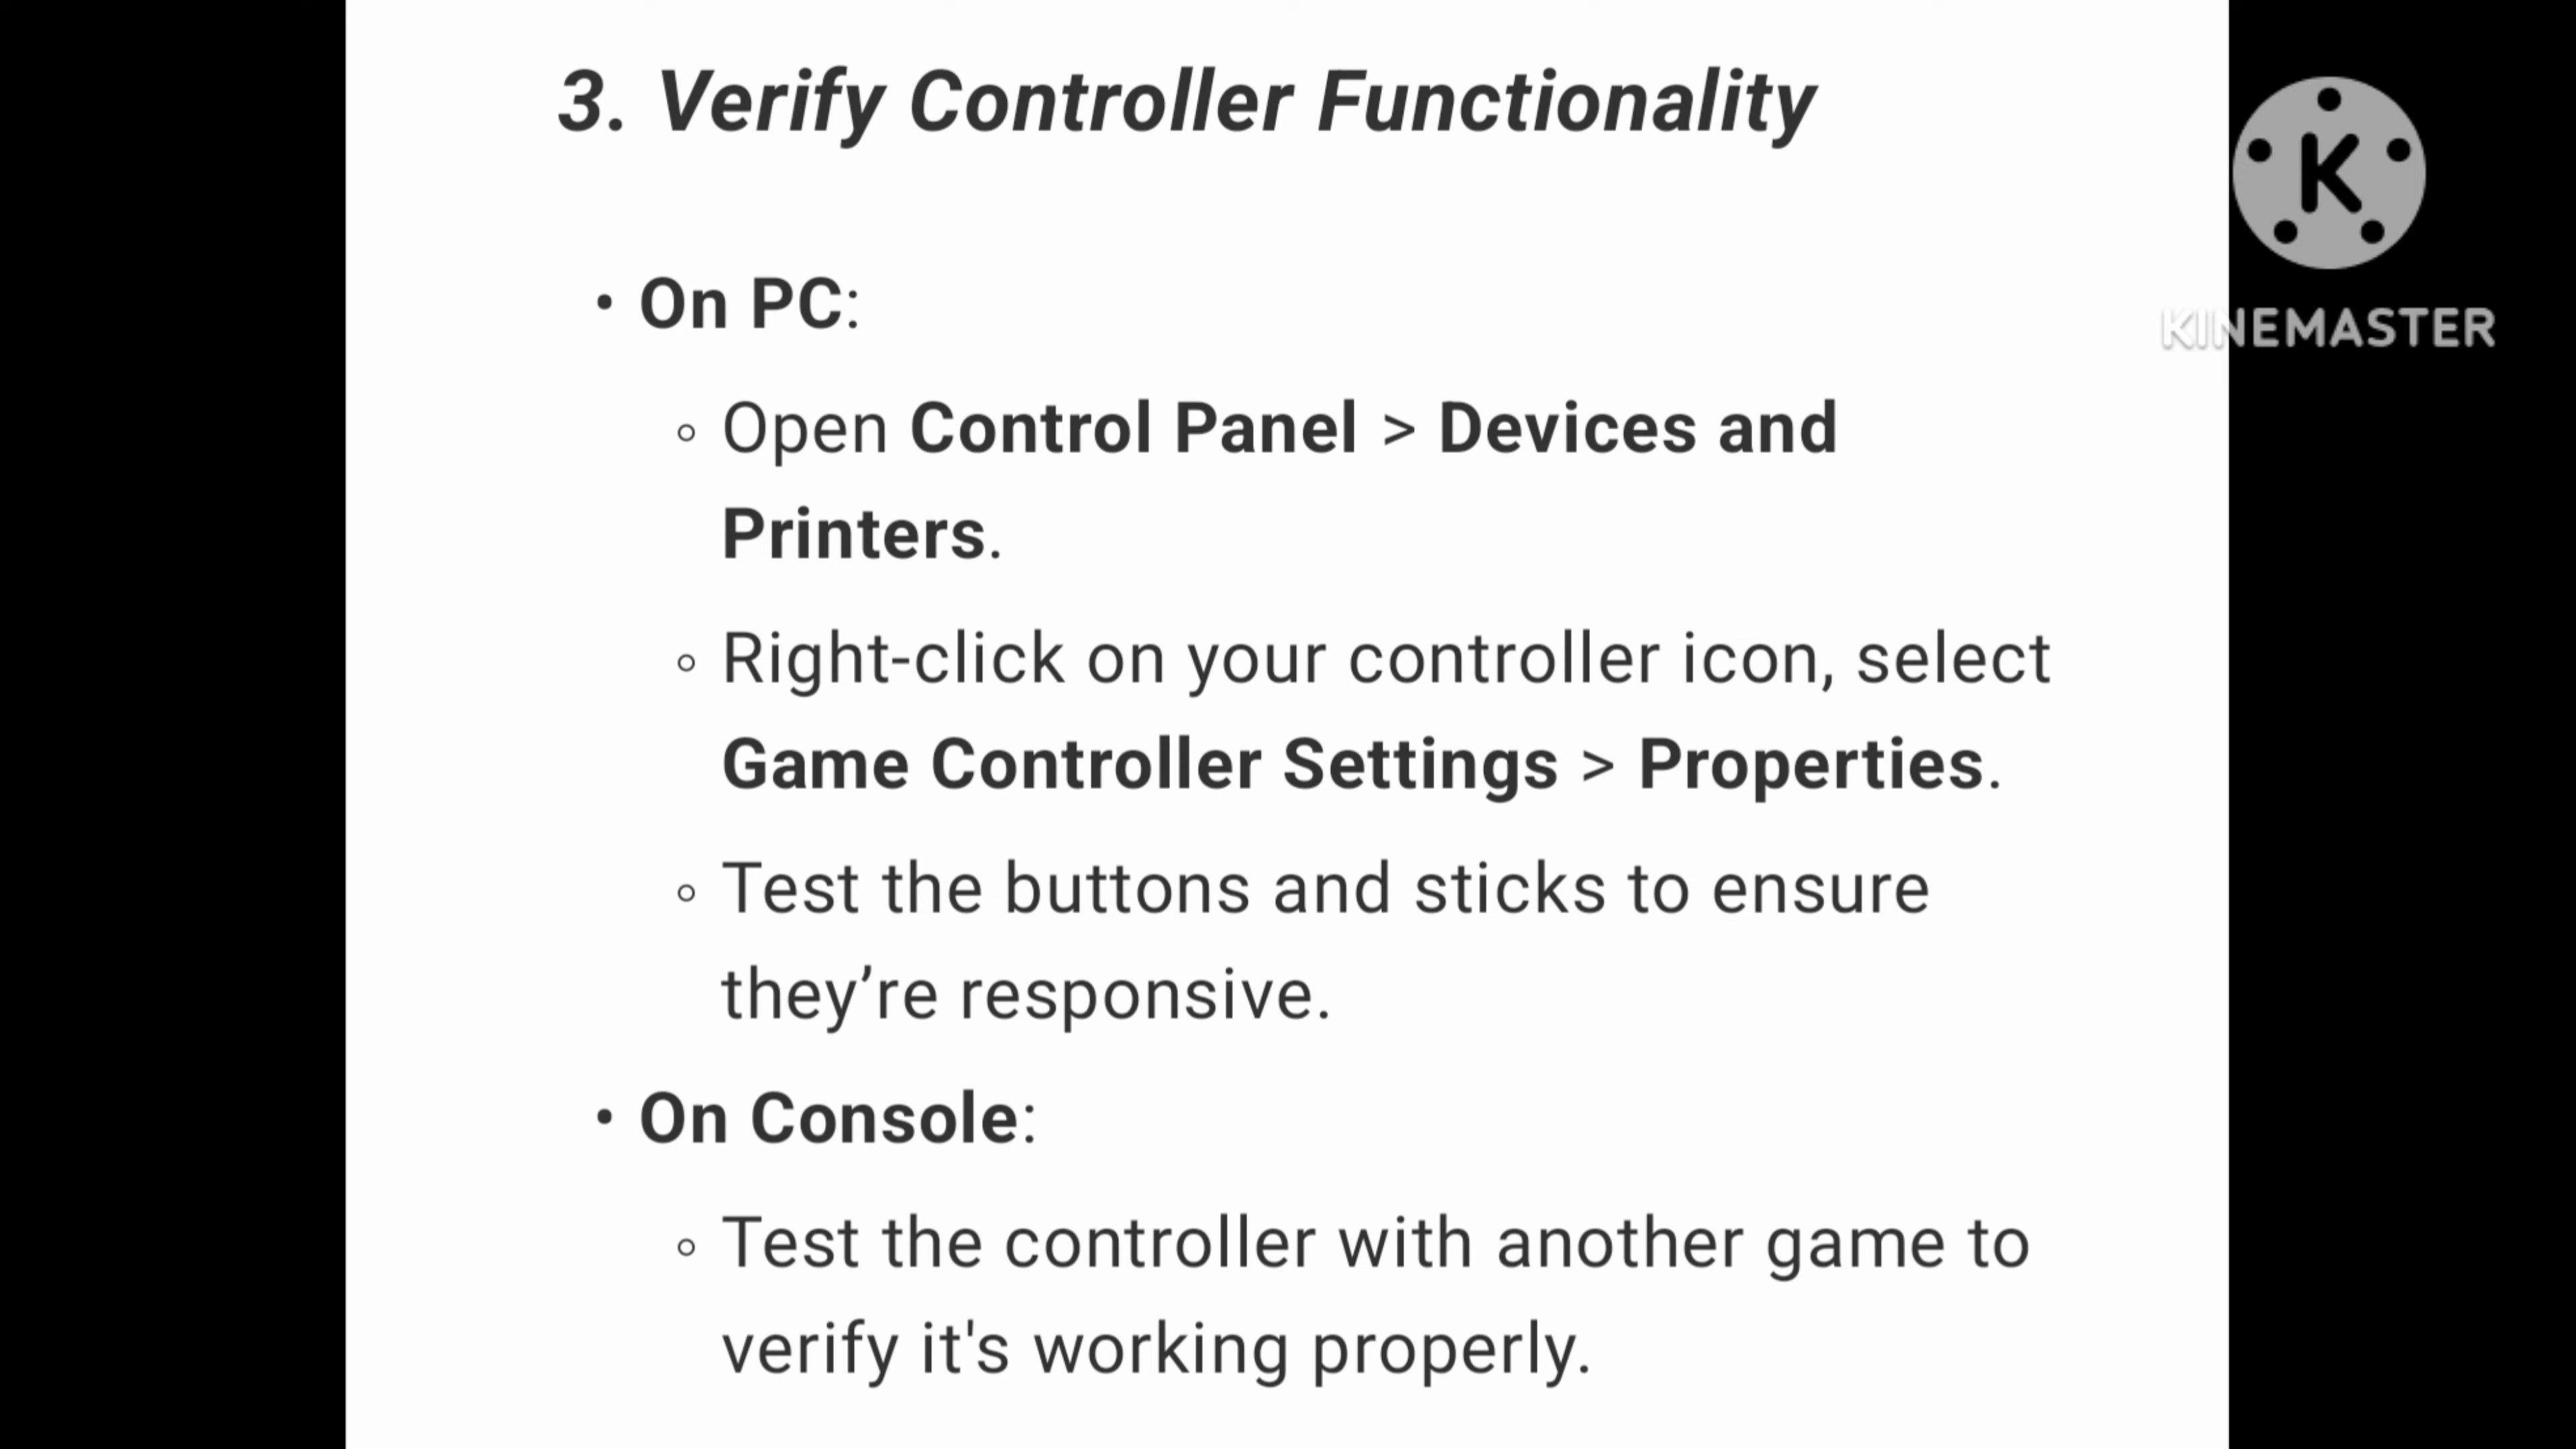 3. Verify Controller Functionality
K
KINEMASTER
• On PC:
◦ Open Control Panel > Devices and
Printers.
◦ Right-click on your controller icon, select
Game Controller Settings > Properties.
◦ Test the buttons and sticks to ensure
they’re responsive.
• On Console:
◦ Test the controller with another game to
verify it's working properly.